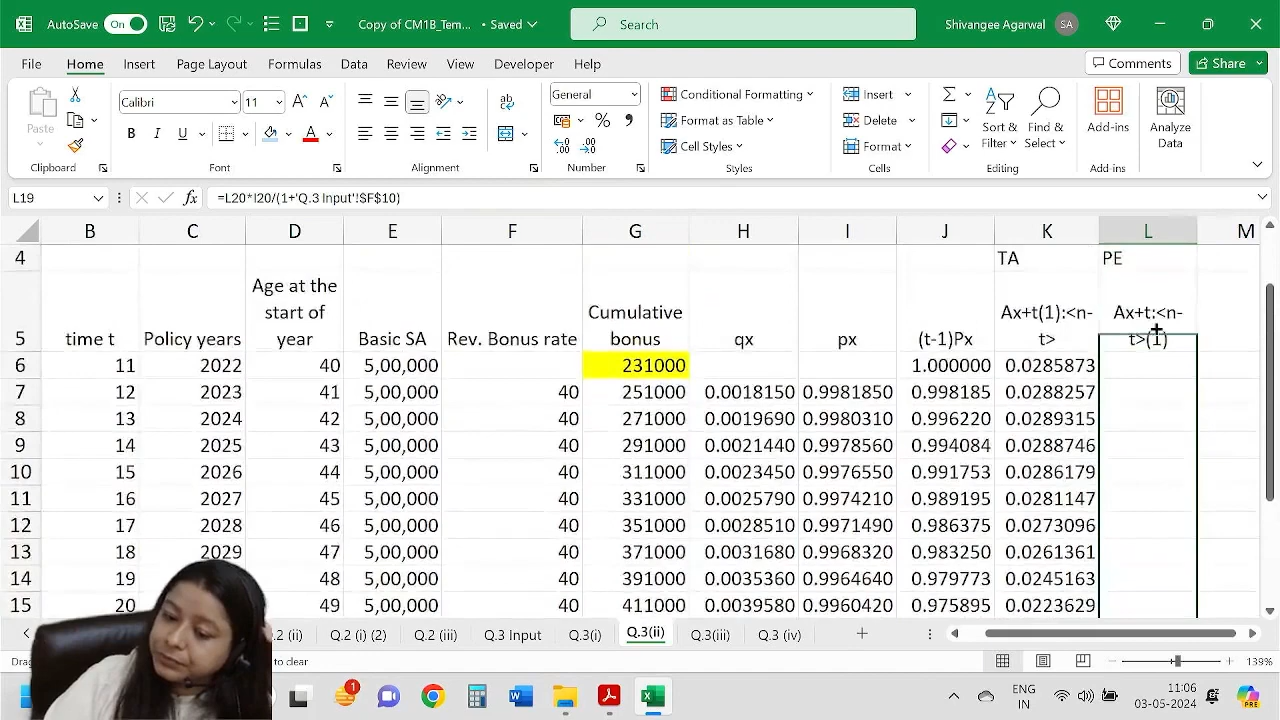 AutoSave On Copy of CM1B_Tem... • Saved Search Shivangee Agarwal SA
File Home Insert Page Layout Formulas Data Review View Developer Help Comments Share
Paste Calibri 11 General Conditional Formatting Insert Sort & Find & Add-ins Analyze
B I U A % Format as Table Delete Filter Select Data
Cell Styles Format
Clipboard Font Alignment Number Styles Cells Editing Add-ins
L19 fx =L20*I20/(1+'Q.3 Input'!$F$10)
B C D E F G H I J K L M
4 TA PE
Age at the
start of Cumulative Ax+t(1):<n- Ax+t:<n-
5 time t Policy years year Basic SA Rev. Bonus rate bonus qx px (t-1)Px t> t>(1)
6 11 2022 40 5,00,000 231000 1.000000 0.0285873
7 12 2023 41 5,00,000 40 251000 0.0018150 0.9981850 0.998185 0.0288257
8 13 2024 42 5,00,000 40 271000 0.0019690 0.9980310 0.996220 0.0289315
9 14 2025 43 5,00,000 40 291000 0.0021440 0.9978560 0.994084 0.0288746
10 15 2026 44 5,00,000 40 311000 0.0023450 0.9976550 0.991753 0.0286179
11 16 2027 45 5,00,000 40 331000 0.0025790 0.9974210 0.989195 0.0281147
12 17 2028 46 5,00,000 40 351000 0.0028510 0.9971490 0.986375 0.0273096
13 18 2029 47 5,00,000 40 371000 0.0031680 0.9968320 0.983250 0.0261361
14 19 48 5,00,000 40 391000 0.0035360 0.9964640 0.979773 0.0245163
15 20 49 5,00,000 40 411000 0.0039580 0.9960420 0.975895 0.0223629
(ii) Q.2 (i) (2) Q.2 (iii) Q.3 Input Q.3(i) Q.3(ii) Q.3(iii) Q.3 (iv)
Drag to clear 133%
1 ENG 11:06
IN 03-05-2024 PRE